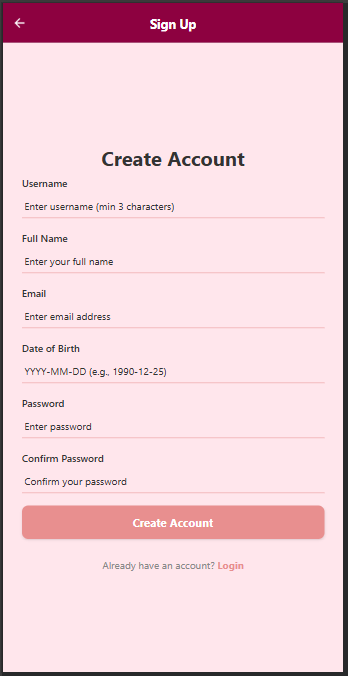 Sign Up
Create Account
Username
Enter username (min 3 characters)
Full Name
Enter your full name
Email
Enter email address
Date of Birth
YYYY-MM-DD (e.g., 1990-12-25)
Password
Enter password
Confirm Password
Confirm your password
Create Account
Already have an account? Login